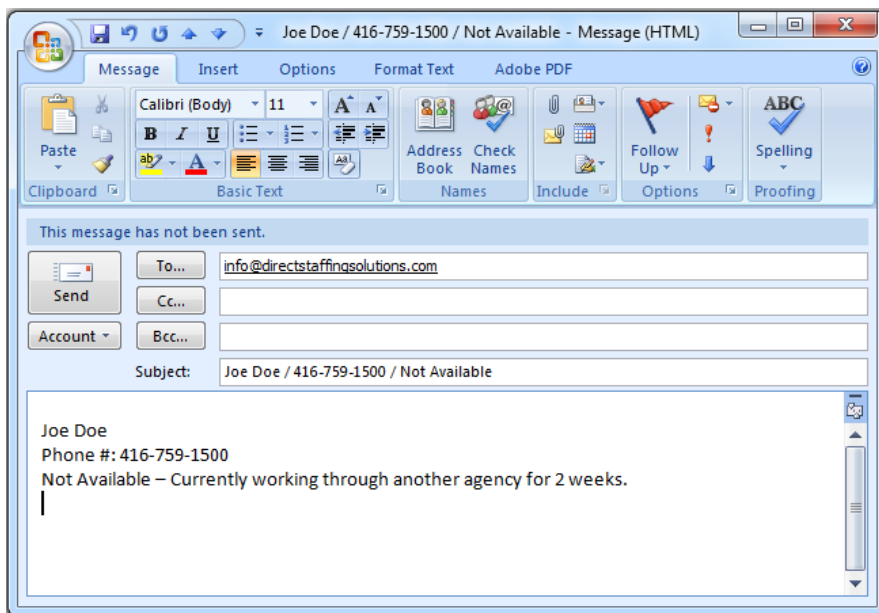 Joe Doe / 416-759-1500 / Not Available - Message (HTML)
Message Insert Options Format Text Adobe PDF
Paste
Clipboard
Calibri (Body) 11 A A
B I U
ab A Aa
Basic Text
Address Book
Check Names
Names
Include
Follow Up
Options
ABC
Spelling
Proofing
This message has not been sent.
Send
Account
To... info@directstaffingsolutions.com
Cc...
Bcc...
Subject: Joe Doe / 416-759-1500 / Not Available
Joe Doe
Phone #: 416-759-1500
Not Available – Currently working through another agency for 2 weeks.